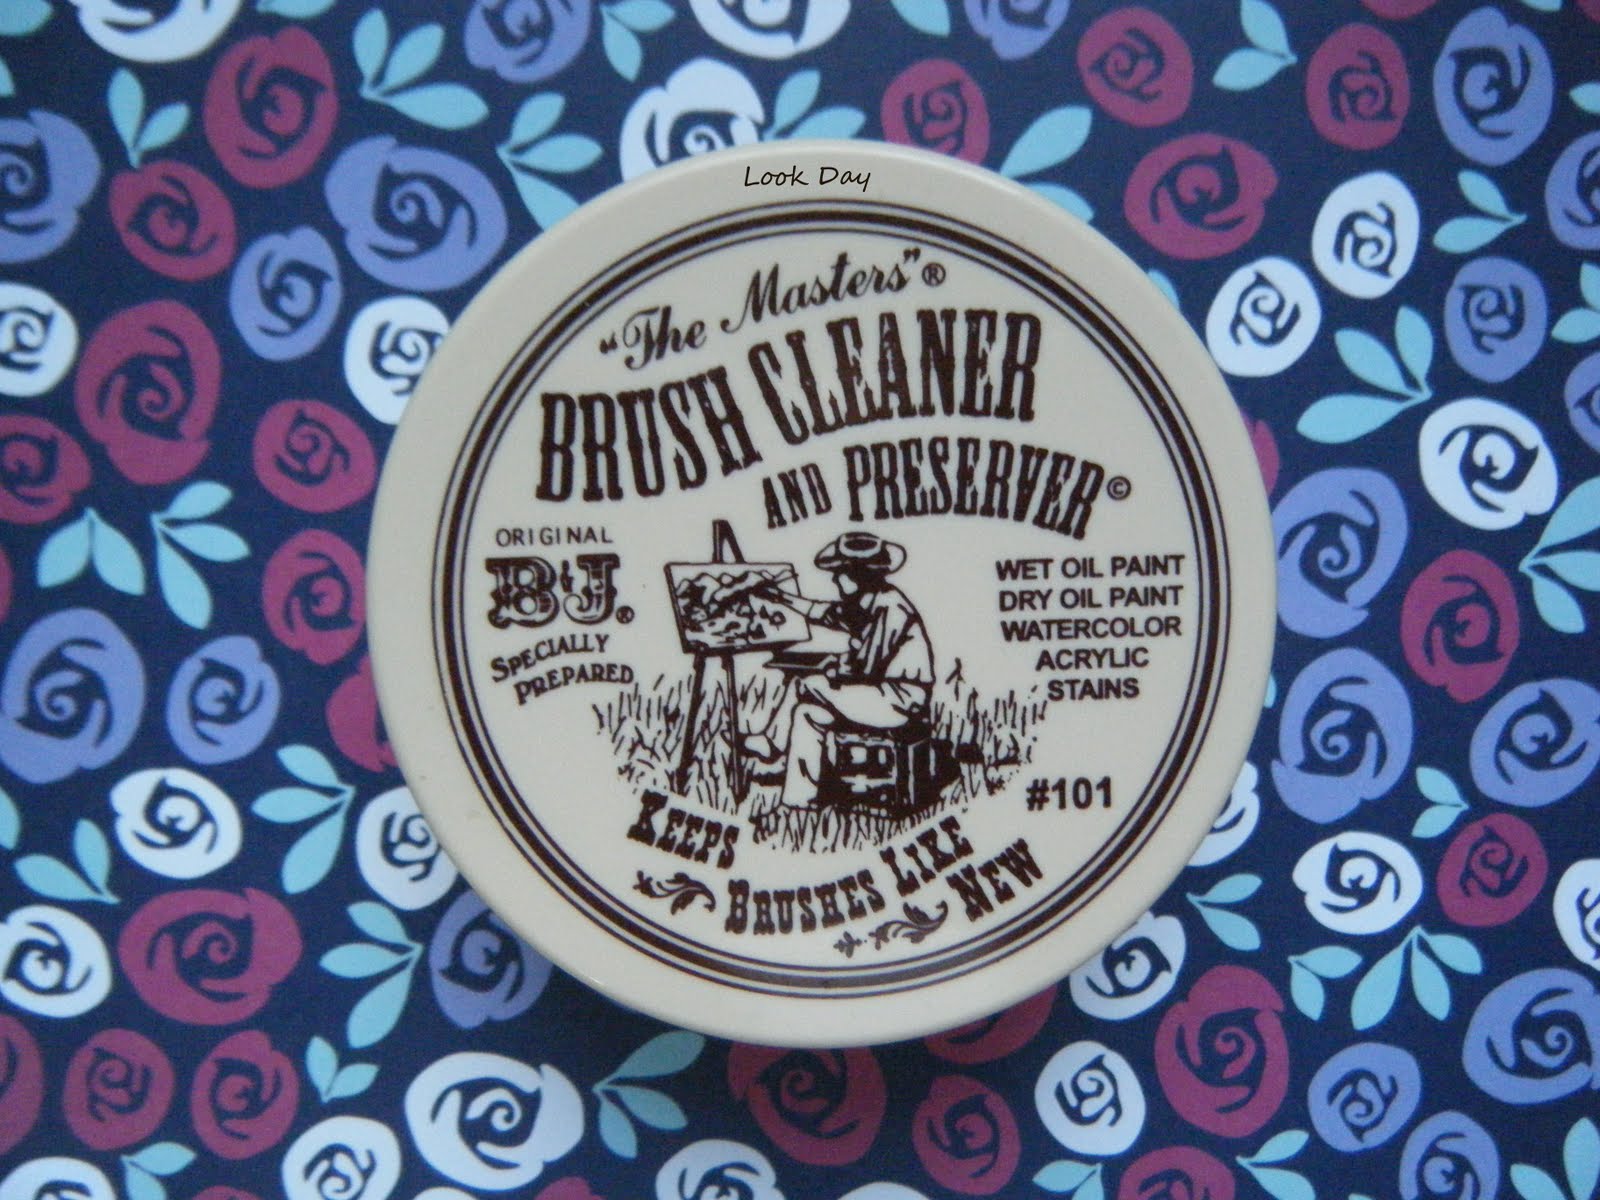 Look Day
"The Masters"®
BRUSH CLEANER
AND PRESERVER©
ORIGINAL
B&J®
SPECIALLY
PREPARED
WET OIL PAINT
DRY OIL PAINT
WATERCOLOR
ACRYLIC
STAINS
#101
KEEPS
BRUSHES LIKE
NEW